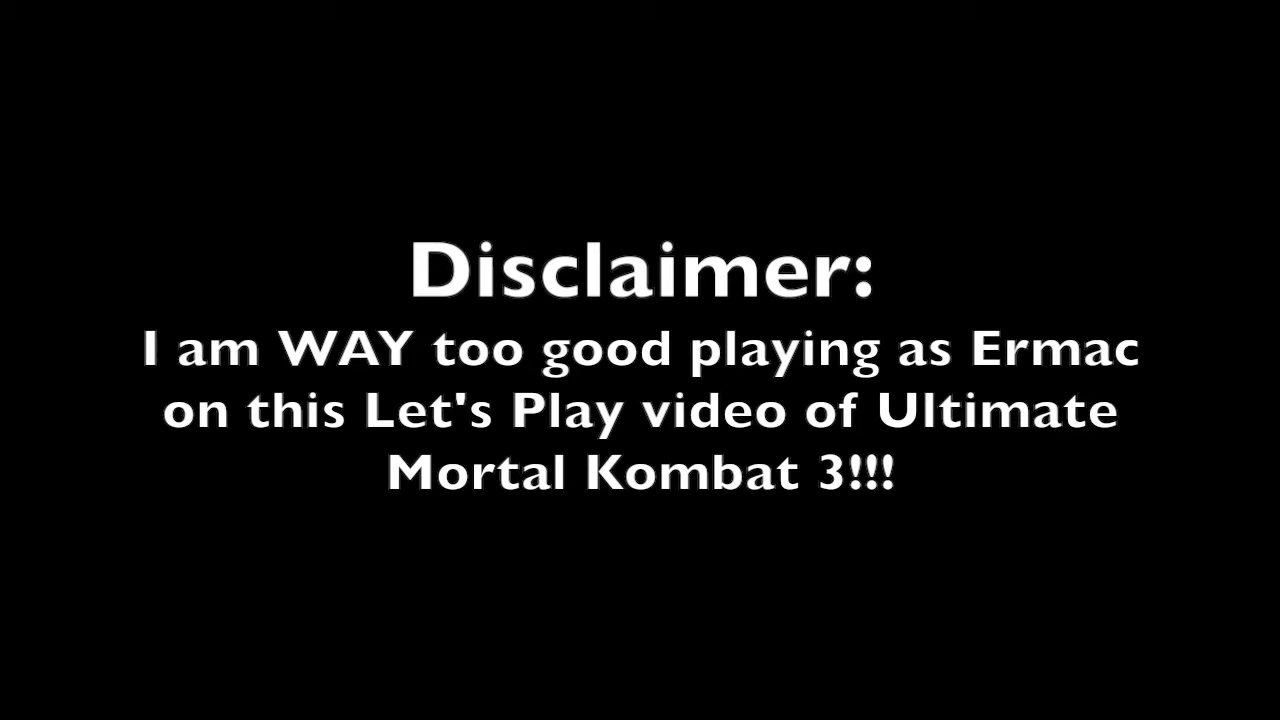 Disclaimer:
I am WAY too good playing as Ermac
on this Let's Play video of Ultimate
Mortal Kombat 3!!!